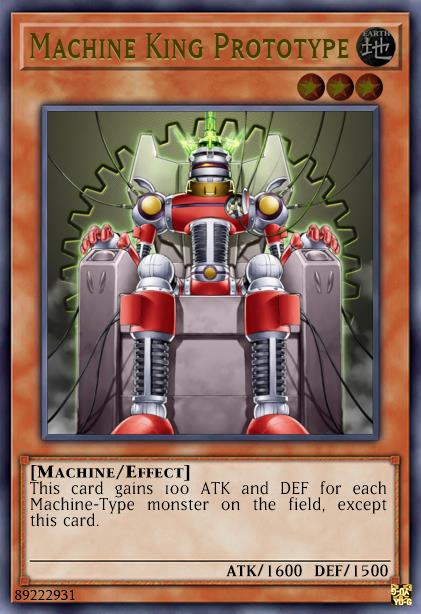 Machine King Prototype
EARTH
地
[Machine/Effect]
This card gains 100 ATK and DEF for each
Machine-Type monster on the field, except
this card.
ATK/1600 DEF/1500
89222931